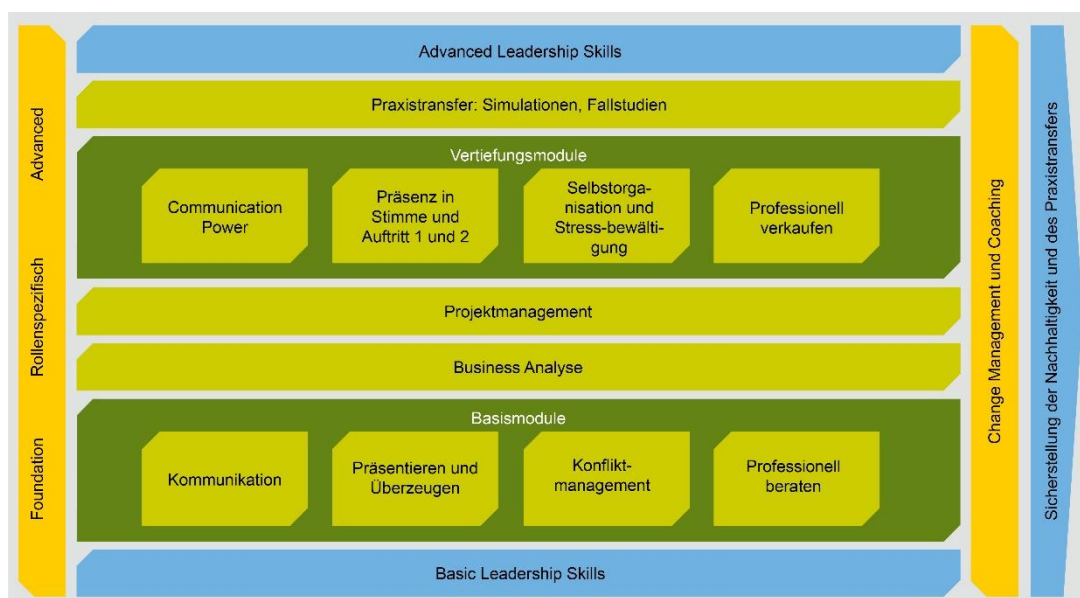 Advanced Leadership Skills
Praxistransfer: Simulationen, Fallstudien
Vertiefungsmodule
Communication
Power
Präsenz in
Stimme und
Auftritt 1 und 2
Selbstorga-
nisation und
Stress-bewälti-
gung
Professionell
verkaufen
Projektmanagement
Business Analyse
Basismodule
Kommunikation
Präsentieren und
Überzeugen
Konflikt-
management
Professionell
beraten
Basic Leadership Skills
Advanced
Rollenspezifisch
Foundation
Change Management und Coaching
Sicherstellung der Nachhaltigkeit und des Praxistransfers